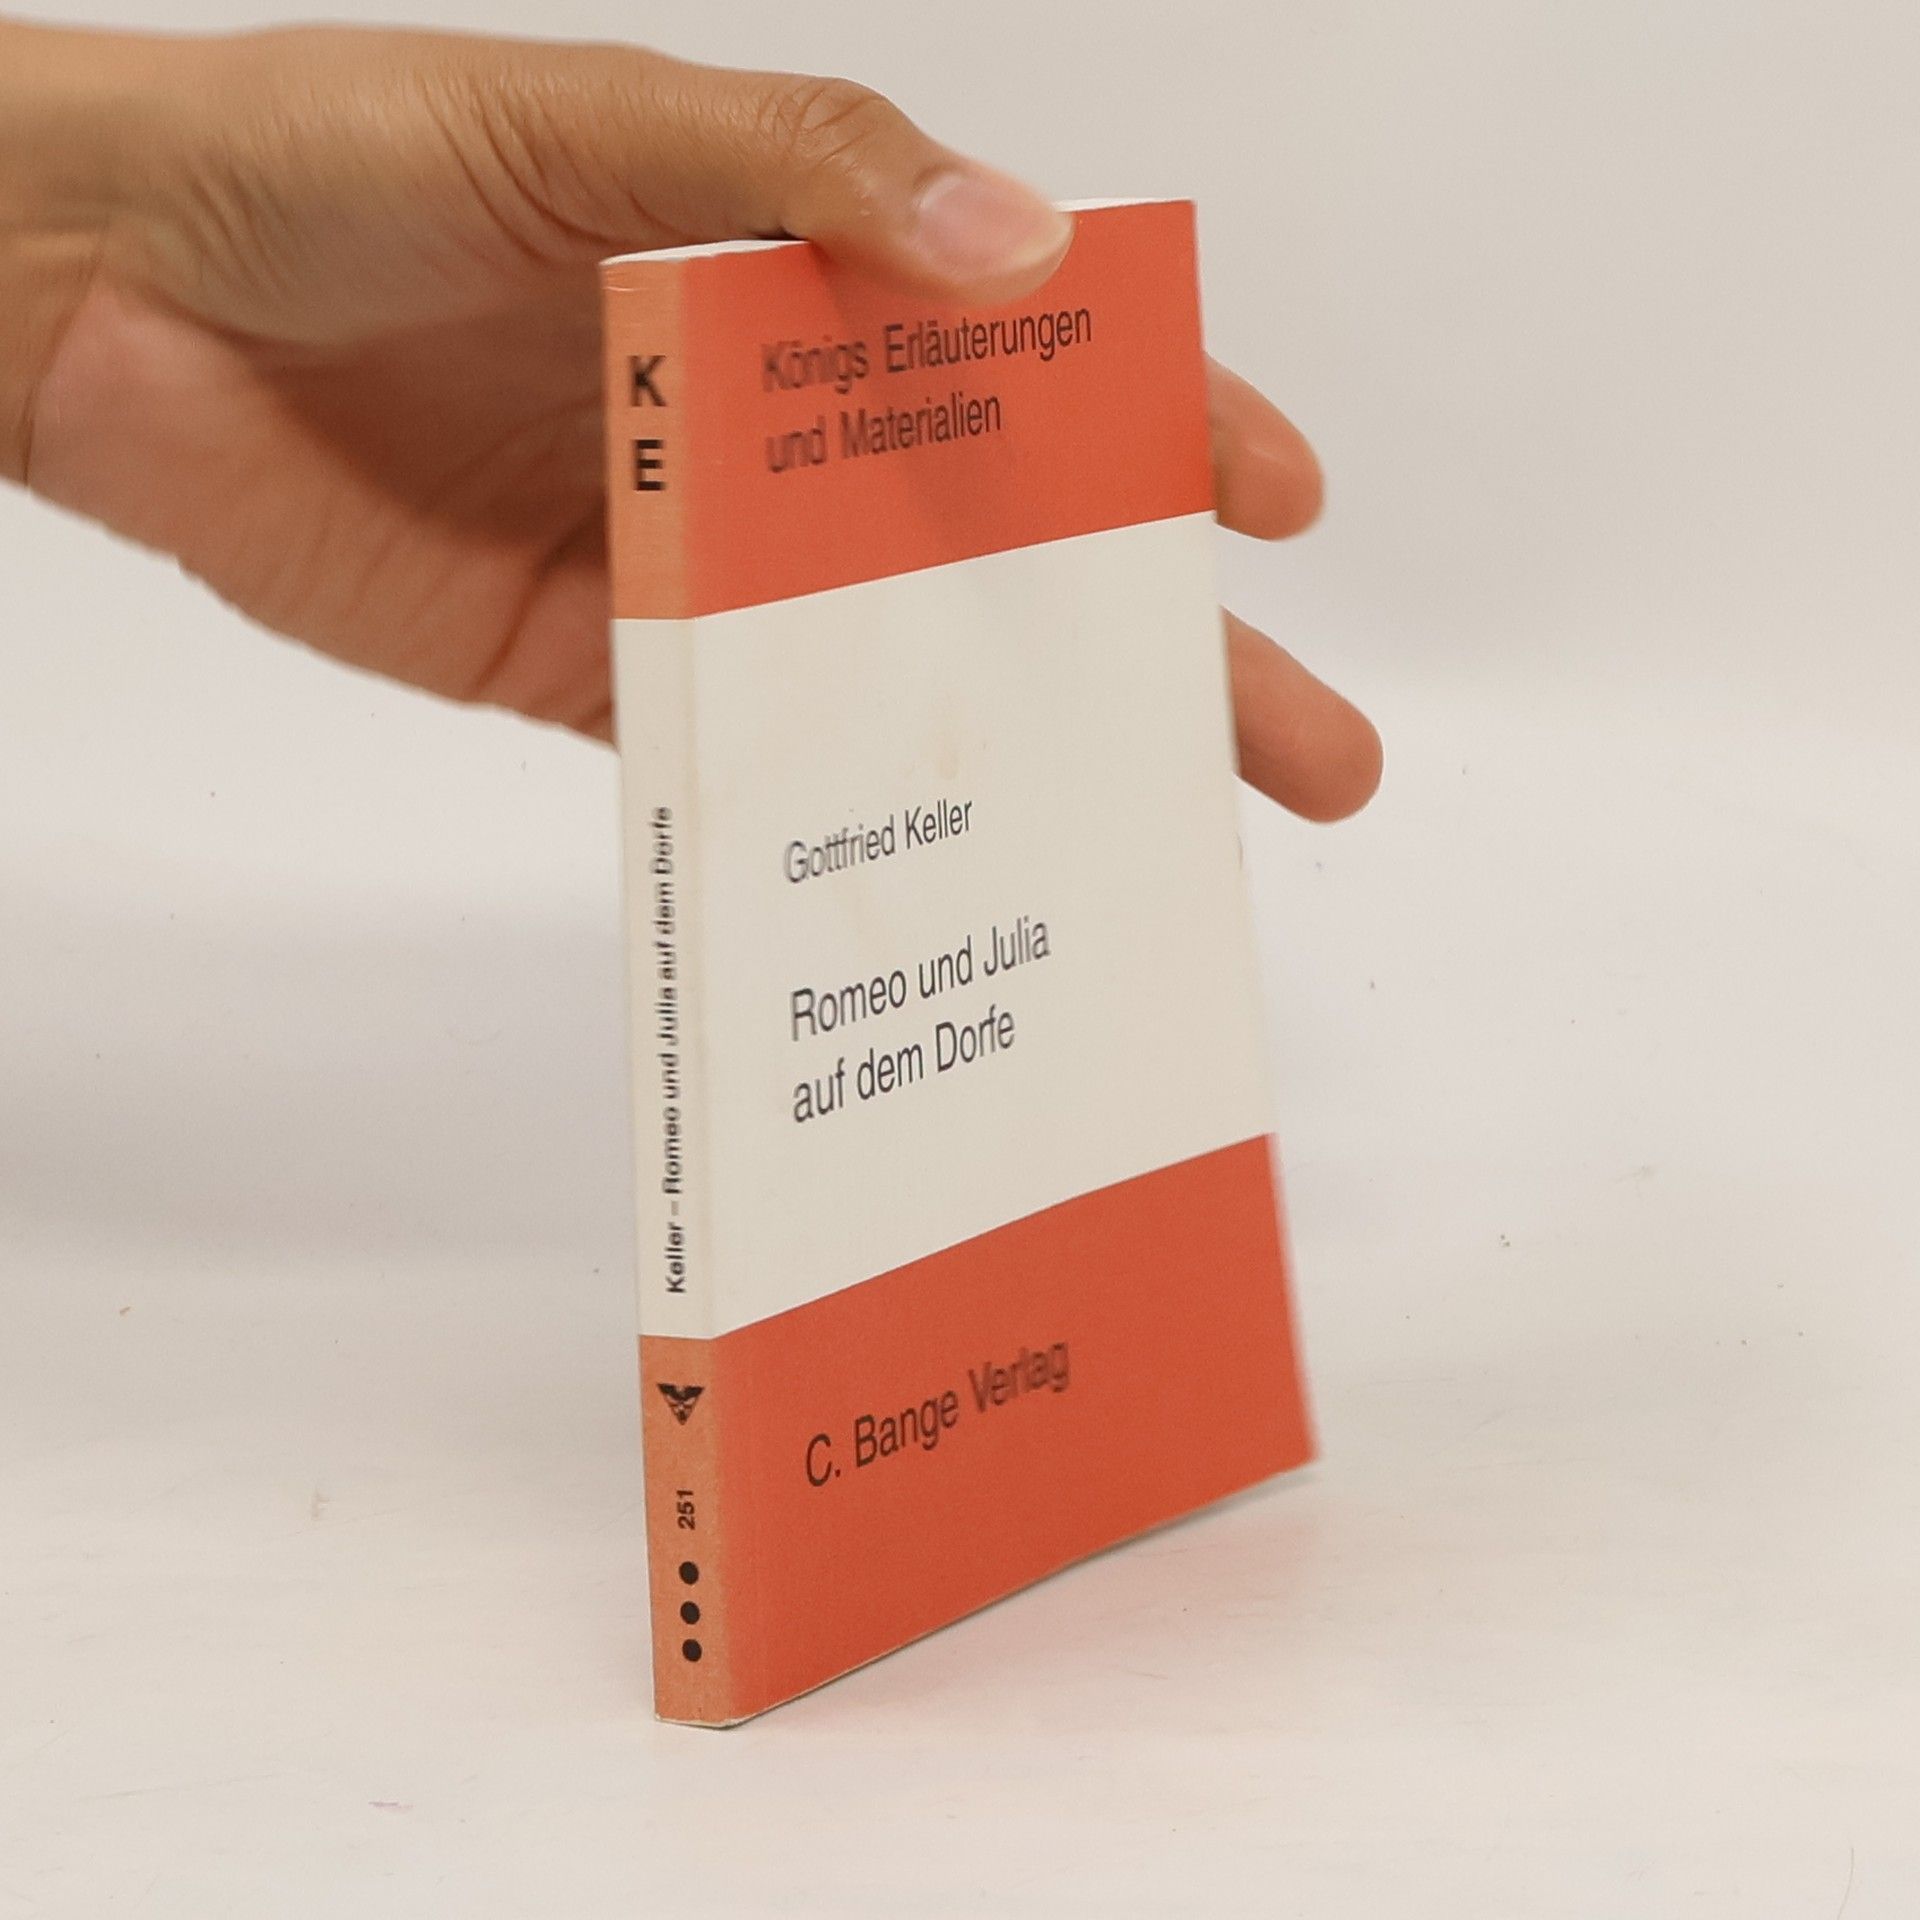 K
E
Königs Erläuterungen
und Materialien
Gottfried Keller
Romeo und Julia
auf dem Dorfe
C. Bange Verlag
Keller – Romeo und Julia auf dem Dorfe
251